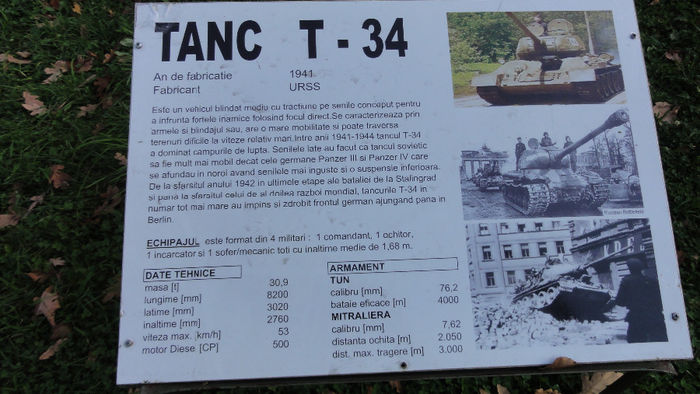 TANC T - 34
An de fabricatie 1941
Fabricant URSS
Este un vehicul blindat mediu cu tractiune pe senile conceput pentru
a infrunta fortele inamice folosind focul direct.Se caracterizeaza prin
armele si blindajul sau, are o mare mobilitate si poate traversa
terenuri dificile la viteze relativ mari.Intre anii 1941-1944 tancul T-34
a dominat campurile de lupta. Senilele late au facut ca tancul sovietic
sa fie mult mai mobil decat cele germane Panzer III si Panzer IV care
se afundau in noroi avand senilele mai inguste si o suspensie inferioara.
De la sfarsitul anului 1942 in ultimele etape ale bataliei de la Stalingrad
si pana la sfarsitul celui de al doilea razboi mondial, tancurile T-34 in
numar tot mai mare au impins si zdrobit frontul german ajungand pana in
Berlin.
ECHIPAJUL este format din 4 militari : 1 comandant, 1 ochitor,
1 incarcator si 1 sofer/mecanic toti cu inaltime medie de 1,68 m.
DATE TEHNICE
masa [t] 30,9
lungime [mm] 8200
latime [mm] 3020
inaltime [mm] 2760
viteza max. [km/h] 53
motor Diese [CP] 500
ARMAMENT
TUN
calibru [mm] 76,2
bataie eficace [m] 4000
MITRALIERA
calibru [mm] 7,62
distanta ochita [m] 2.050
dist. max. tragere [m] 3.000